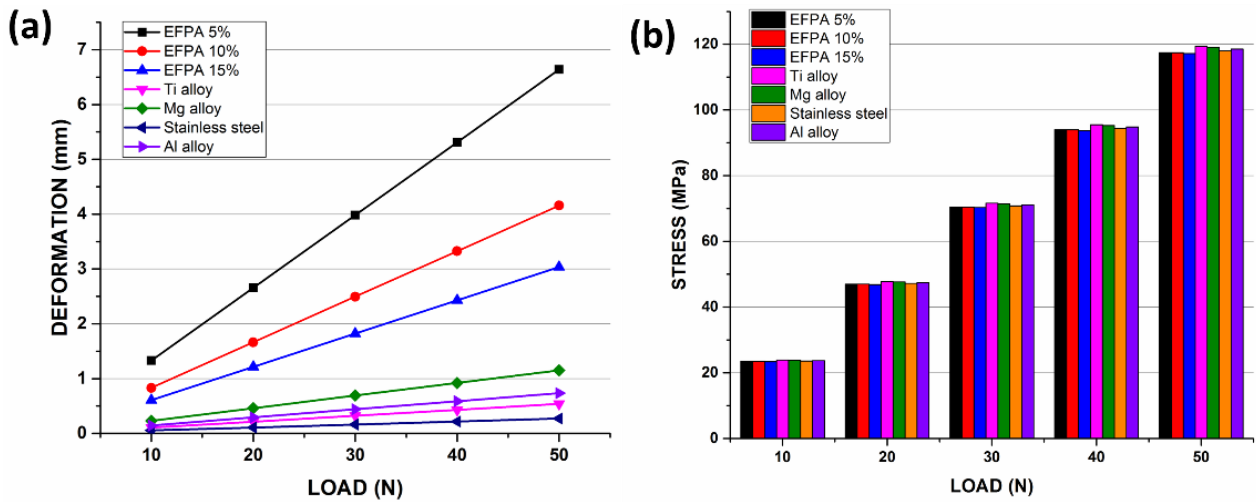 (a)
EFPA 5%
EFPA 10%
EFPA 15%
Ti alloy
Mg alloy
Stainless steel
Al alloy
DEFORMATION (mm)
7
6
5
4
3
2
1
0
10 20 30 40 50
LOAD (N)
(b)
EFPA 5%
EFPA 10%
EFPA 15%
Ti alloy
Mg alloy
Stainless steel
Al alloy
STRESS (MPa)
120
100
80
60
40
20
0
10 20 30 40 50
LOAD (N)